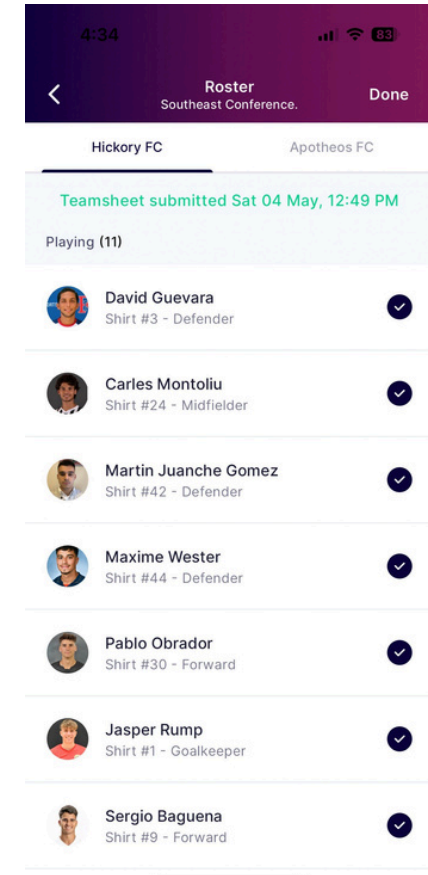 4:34
83
Roster
Southeast Conference.
Done
Hickory FC
Apotheos FC
Teamsheet submitted Sat 04 May, 12:49 PM
Playing (11)
David Guevara
Shirt #3 - Defender
Carles Montoliu
Shirt #24 - Midfielder
Martin Juanche Gomez
Shirt #42 - Defender
Maxime Wester
Shirt #44 - Defender
Pablo Obrador
Shirt #30 - Forward
Jasper Rump
Shirt #1 - Goalkeeper
Sergio Baguena
Shirt #9 - Forward